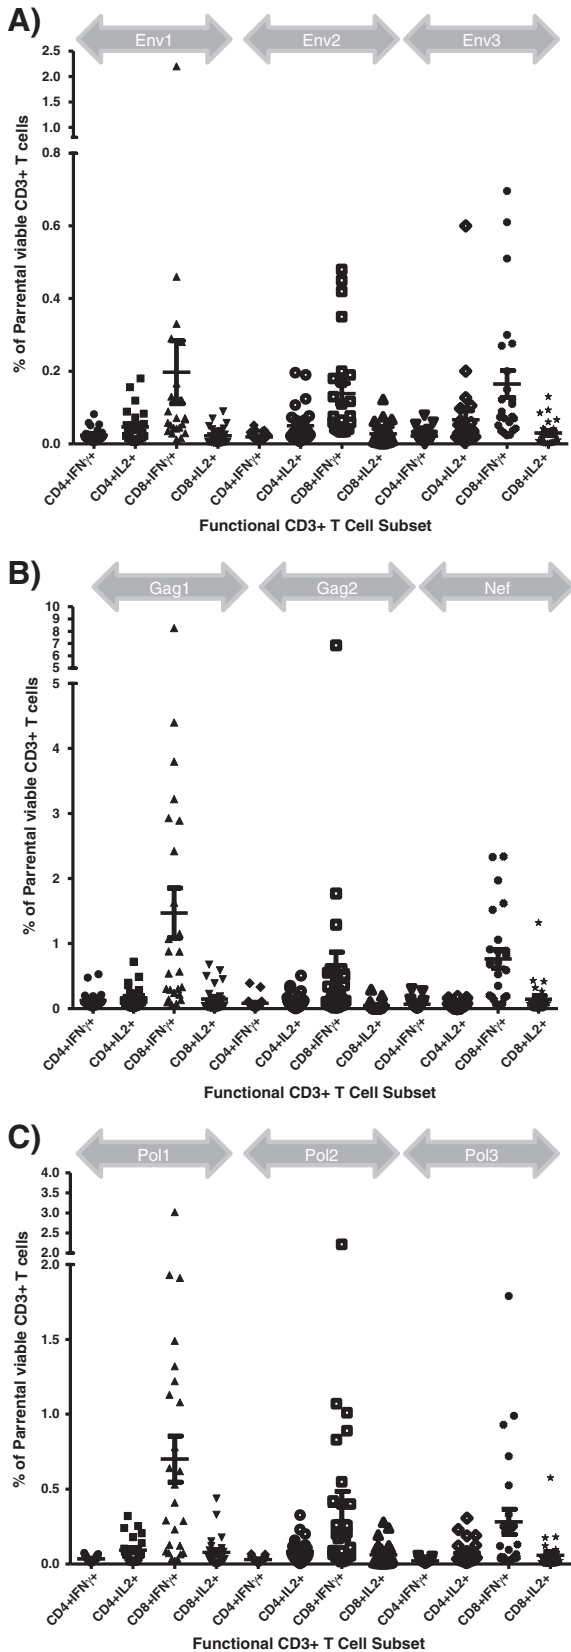 A)
Env1 Env2 Env3
2.5
2.0
1.5
1.0
0.8
0.6
0.4
0.2
0.0
% of Parrental viable CD3+ T cells
CD4+IFNγ+ CD4+IL2+ CD8+IFNγ+ CD8+IL2+ CD4+IFNγ+ CD4+IL2+ CD8+IFNγ+ CD8+IL2+ CD4+IFNγ+ CD4+IL2+ CD8+IFNγ+ CD8+IL2+
Functional CD3+ T Cell Subset
B)
Gag1 Gag2 Nef
10
9
8
7
6
5
5
4
3
2
1
0
% of Parrental viable CD3+ T cells
CD4+IFNγ+ CD4+IL2+ CD8+IFNγ+ CD8+IL2+ CD4+IFNγ+ CD4+IL2+ CD8+IFNγ+ CD8+IL2+ CD4+IFNγ+ CD4+IL2+ CD8+IFNγ+ CD8+IL2+
Functional CD3+ T Cell Subset
C)
Pol1 Pol2 Pol3
4.0
3.5
3.0
2.5
2.0
2.0
1.5
1.0
0.5
0.0
% of Parrental viable CD3+ T cells
CD4+IFNγ+ CD4+IL2+ CD8+IFNγ+ CD8+IL2+ CD4+IFNγ+ CD4+IL2+ CD8+IFNγ+ CD8+IL2+ CD4+IFNγ+ CD4+IL2+ CD8+IFNγ+ CD8+IL2+
Functional CD3+ T Cell Subset